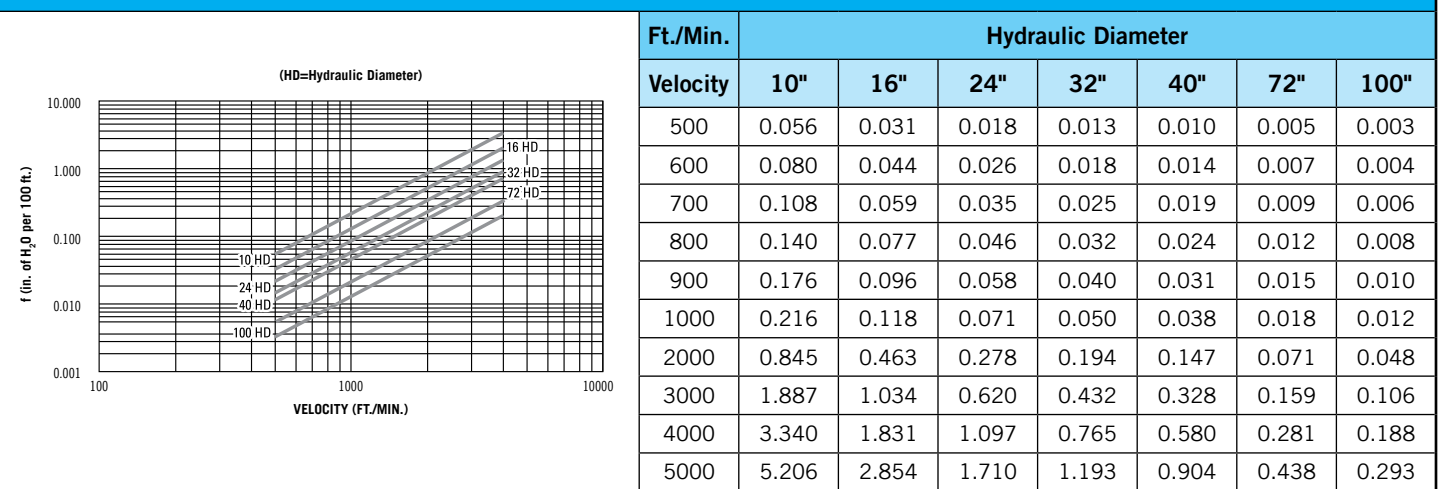 (HD=Hydraulic Diameter)
10.000
1.000
0.100
0.010
0.001
f (in. of H₂0 per 100 ft.)
16 HD
32 HD
72 HD
10 HD
24 HD
40 HD
100 HD
100
1000
10000
VELOCITY (FT./MIN.)
Ft./Min. Hydraulic Diameter
Velocity 10" 16" 24" 32" 40" 72" 100"
500 0.056 0.031 0.018 0.013 0.010 0.005 0.003
600 0.080 0.044 0.026 0.018 0.014 0.007 0.004
700 0.108 0.059 0.035 0.025 0.019 0.009 0.006
800 0.140 0.077 0.046 0.032 0.024 0.012 0.008
900 0.176 0.096 0.058 0.040 0.031 0.015 0.010
1000 0.216 0.118 0.071 0.050 0.038 0.018 0.012
2000 0.845 0.463 0.278 0.194 0.147 0.071 0.048
3000 1.887 1.034 0.620 0.432 0.328 0.159 0.106
4000 3.340 1.831 1.097 0.765 0.580 0.281 0.188
5000 5.206 2.854 1.710 1.193 0.904 0.438 0.293